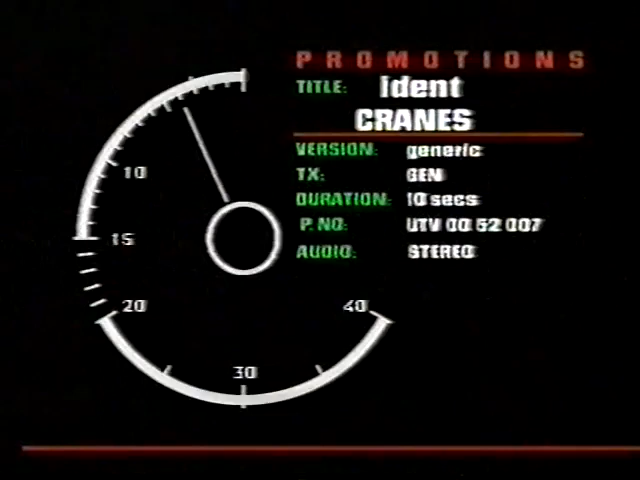 PROMOTIONS
TITLE: ident
CRANES
VERSION: generic
TX: GEN
DURATION: 10 secs
P.NO: UTV 00 52 007
AUDIO: STEREO
10
15
20
40
30